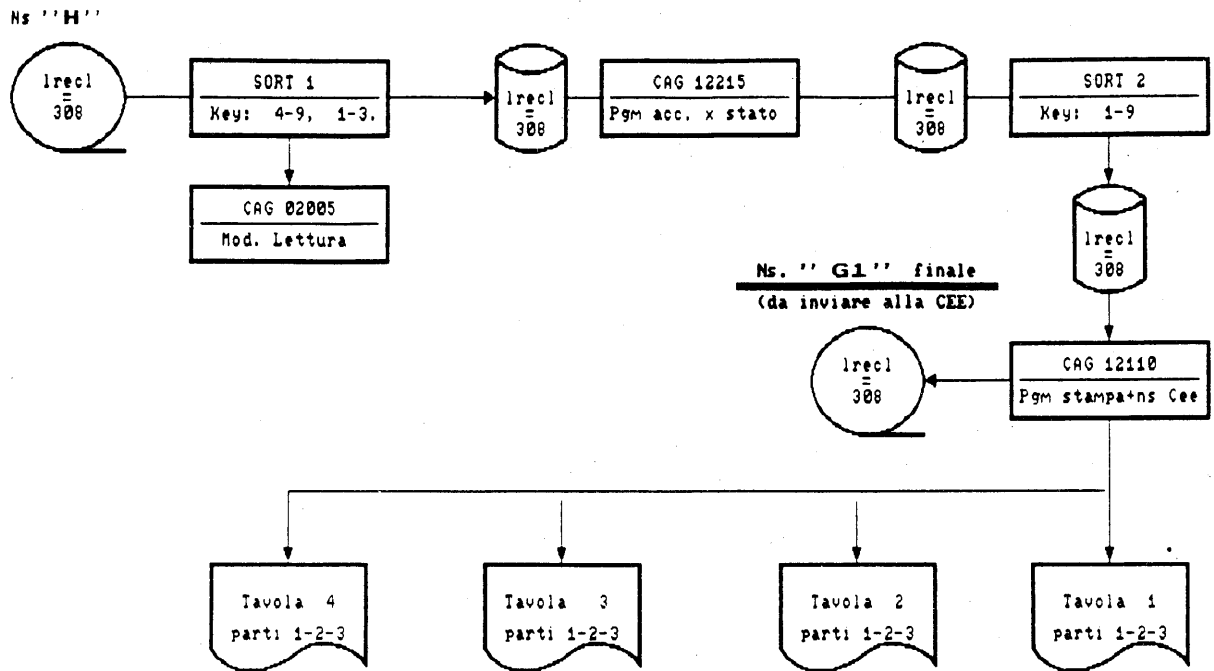 Ns ''H''
lrecl
=
308
SORT 1
Key: 4-9, 1-3.
lrecl
=
308
CAG 12215
Pgm acc. x stato
lrecl
=
308
SORT 2
Key: 1-9
CAG 02005
Mod. Lettura
lrecl
=
308
Ns. '' G1'' finale
(da inviare alla CEE)
lrecl
=
308
CAG 12110
Pgm stampa+ns Cee
Tavola 4
parti 1-2-3
Tavola 3
parti 1-2-3
Tavola 2
parti 1-2-3
Tavola 1
parti 1-2-3